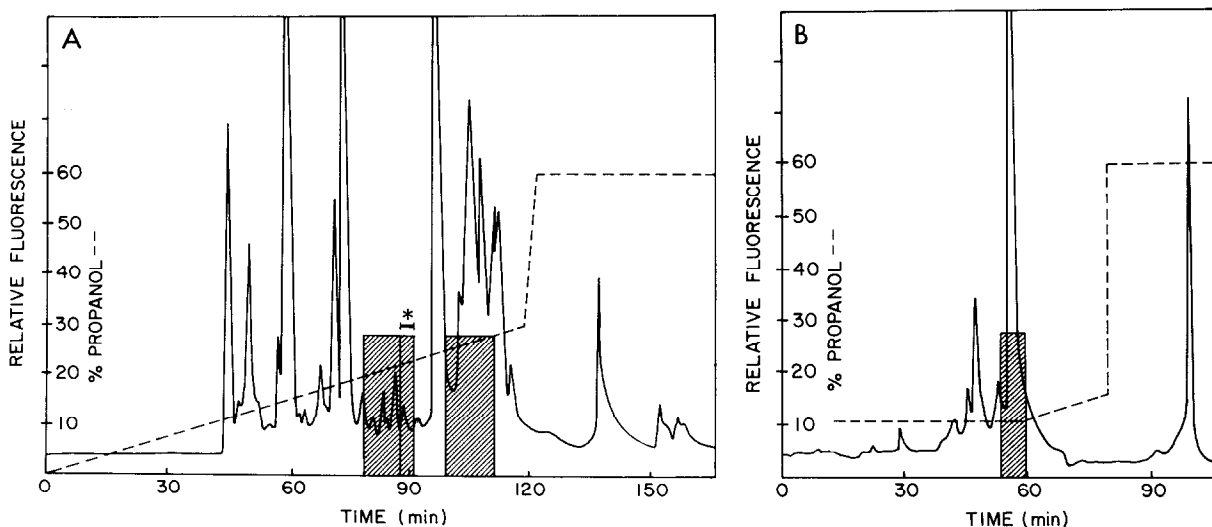 A
RELATIVE FLUORESCENCE
% PROPANOL ---
60
50
40
30
20
10
0
I*
0 30 60 90 120 150
TIME (min)
B
RELATIVE FLUORESCENCE
% PROPANOL ---
60
50
40
30
20
10
0 30 60 90
TIME (min)